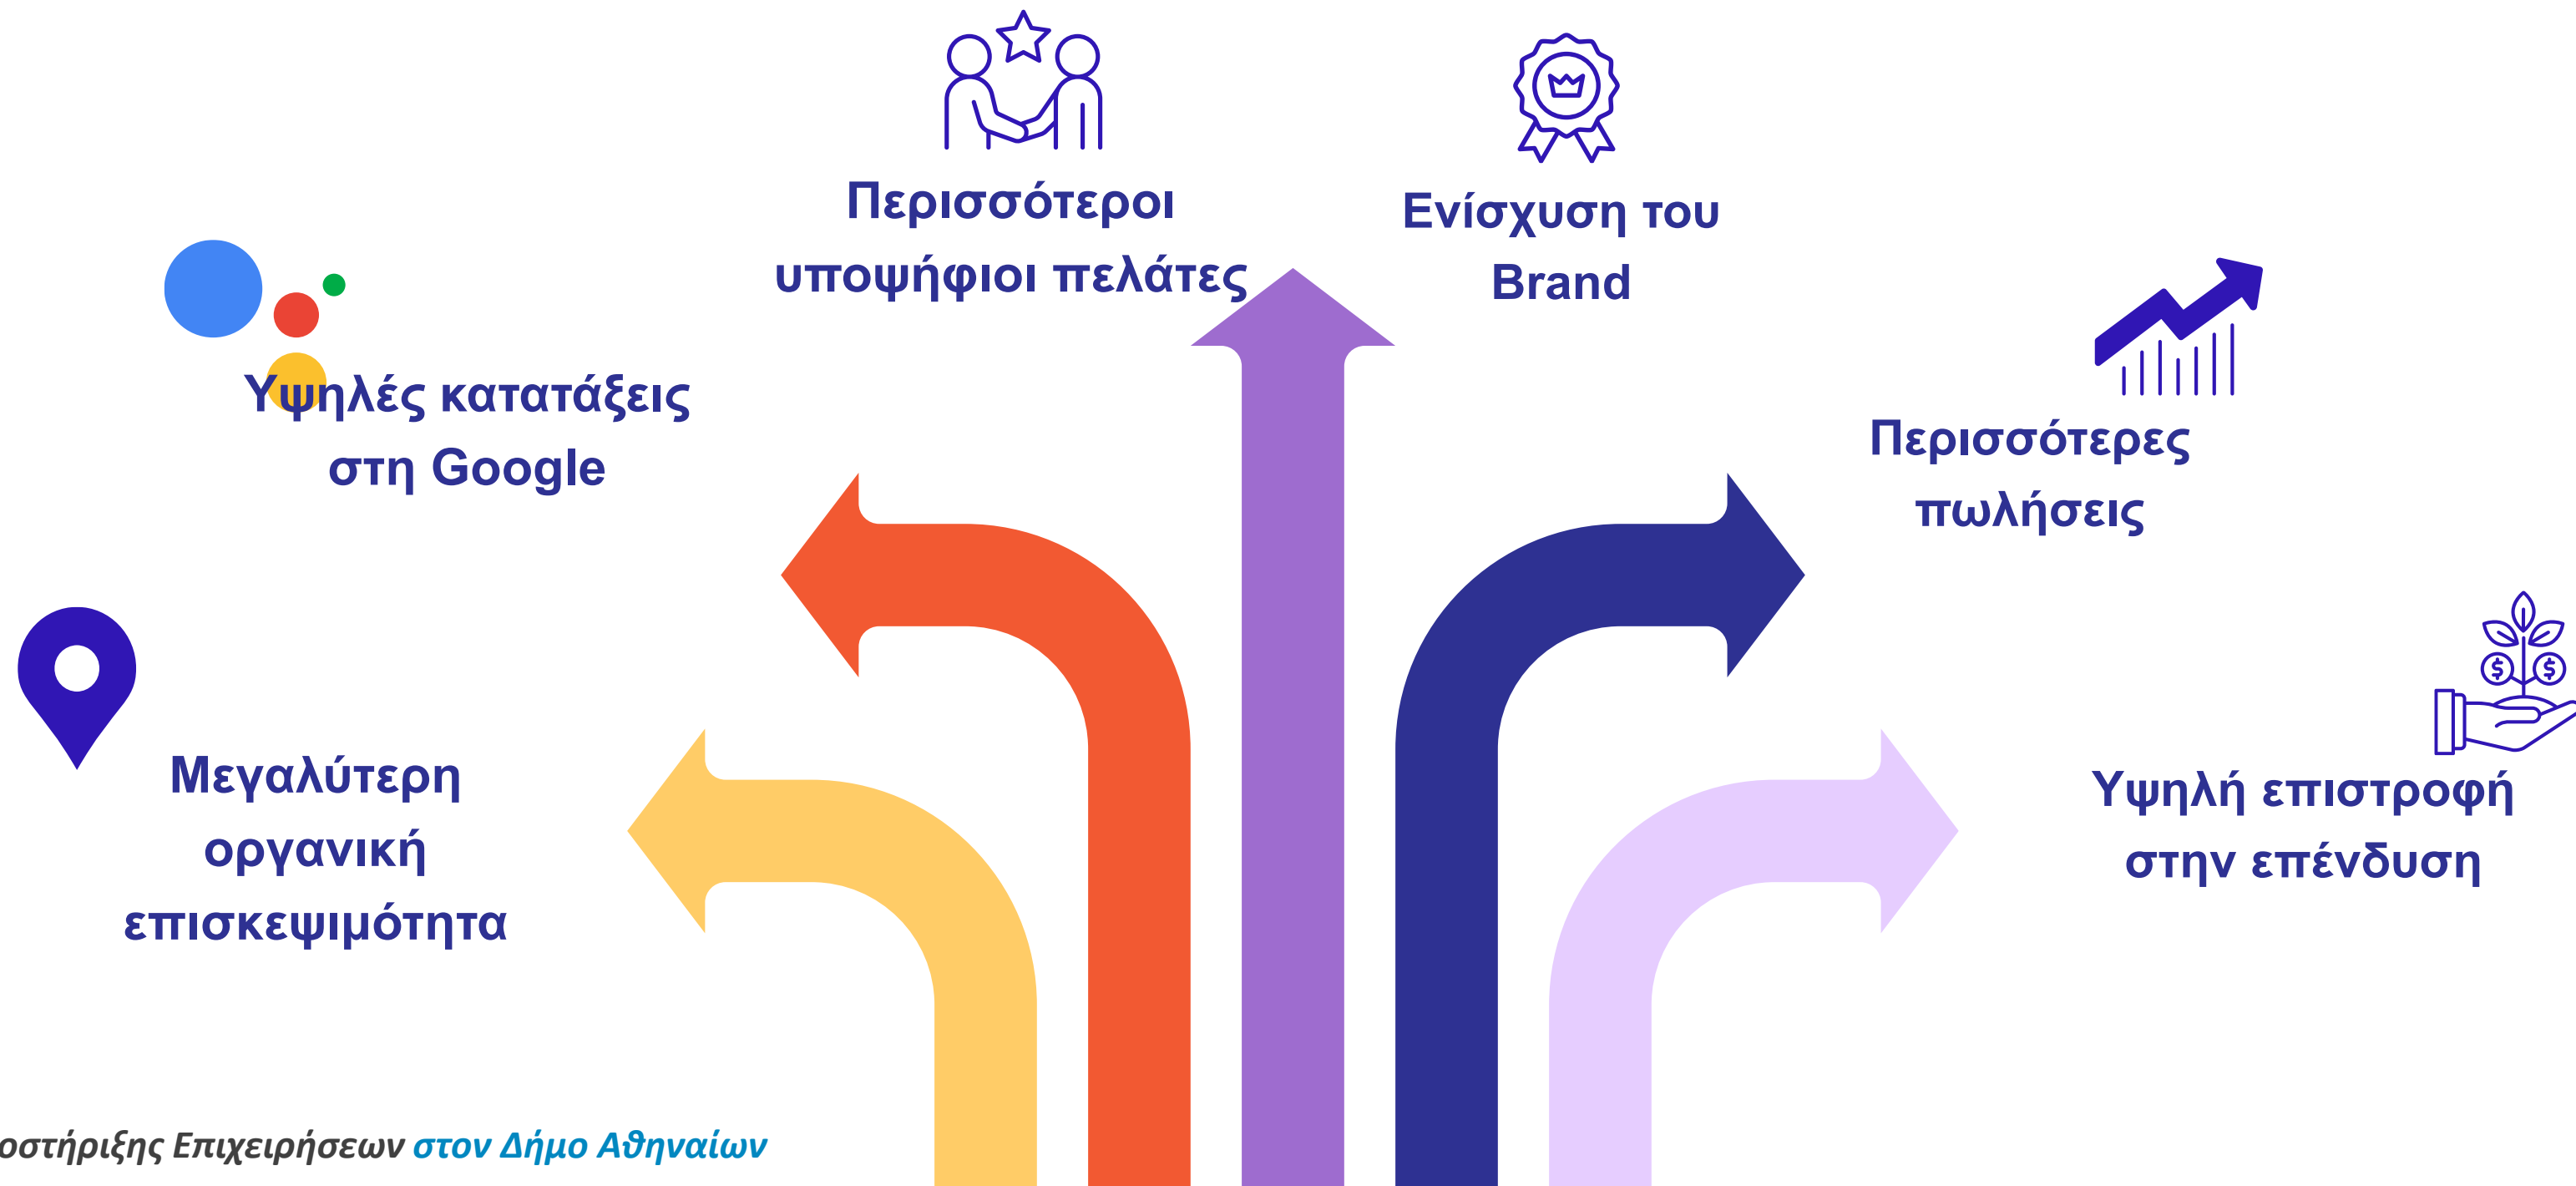 Περισσότεροι
υποψήφιοι πελάτες
Ενίσχυση του
Brand
Υψηλές κατατάξεις
στη Google
Περισσότερες
πωλήσεις
Μεγαλύτερη
οργανική
επισκεψιμότητα
Υψηλή επιστροφή
στην επένδυση
οστήριξης Επιχειρήσεων στον Δήμο Αθηναίων